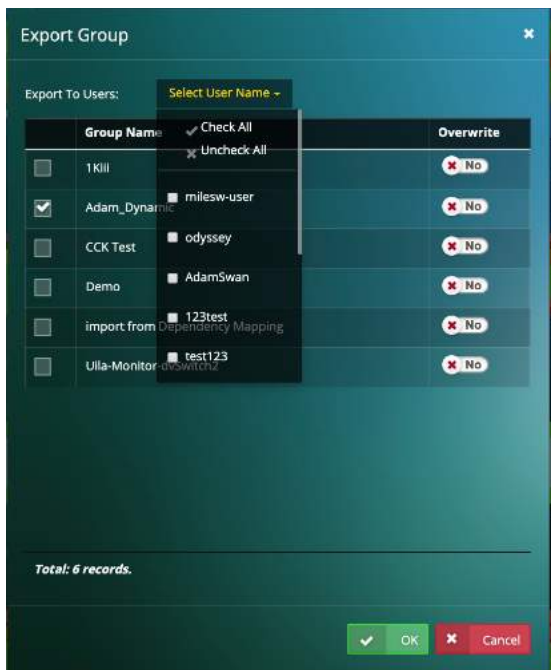 Export Group
Export To Users: Select User Name
Group Name Overwrite
Check All
Uncheck All
1Kiii No
milesw-user
Adam_Dynamic No
odyssey
CCK Test No
AdamSwan
Demo No
123test
import from Dependency Mapping No
test123
Ulla-Monitor-dvSwitch2 No
Total: 6 records.
OK Cancel